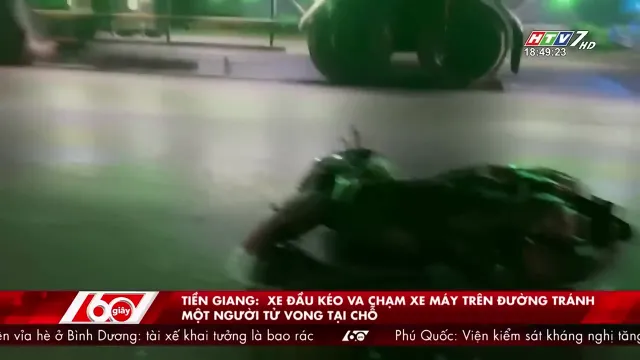 HTV7 HD
18:49:23
TIỀN GIANG: XE ĐẦU KÉO VA CHẠM XE MÁY TRÊN ĐƯỜNG TRÁNH
MỘT NGƯỜI TỬ VONG TẠI CHỖ
60 giây
ên vỉa hè ở Bình Dương: tài xế khai tưởng là bao rác 60 giây Phú Quốc: Viện kiểm sát kháng nghị tăng